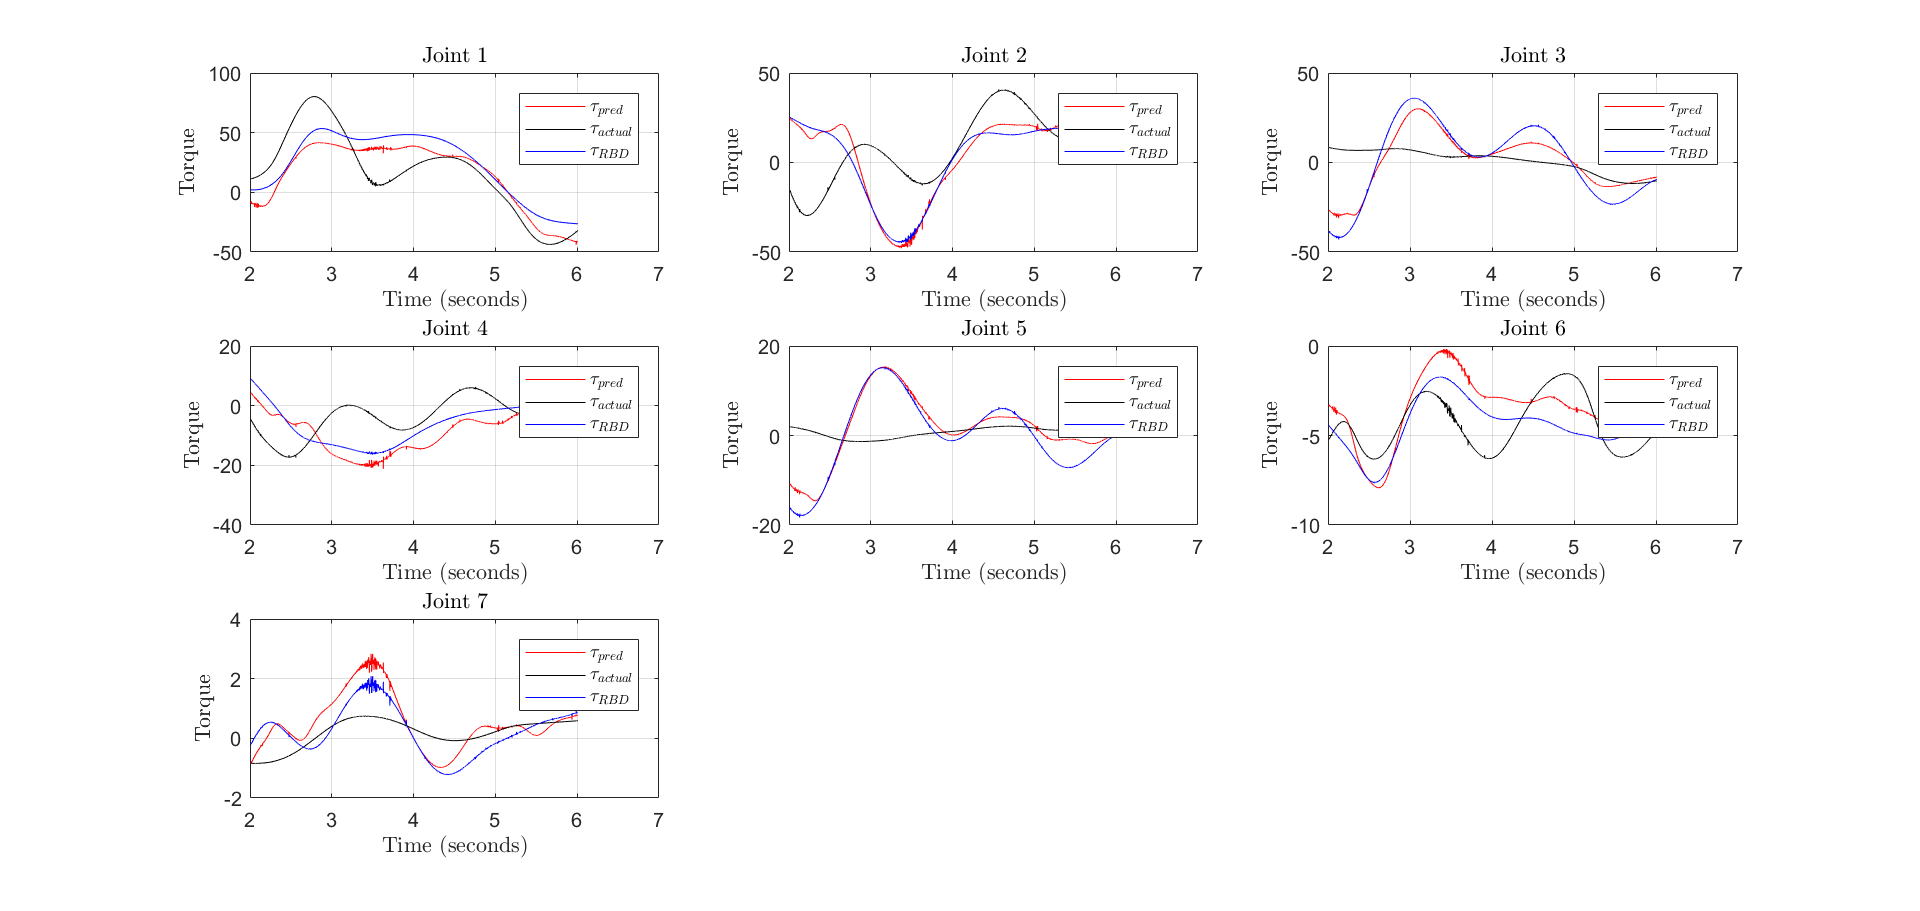 Joint 1
100
50
0
-50
Torque
τpred
τactual
τRBD
2 3 4 5 6 7
Time (seconds)
Joint 2
50
0
-50
Torque
τpred
τactual
τRBD
2 3 4 5 6 7
Time (seconds)
Joint 3
50
0
-50
Torque
τpred
τactual
τRBD
2 3 4 5 6 7
Time (seconds)
Joint 4
20
0
-20
-40
Torque
τpred
τactual
τRBD
2 3 4 5 6 7
Time (seconds)
Joint 5
20
0
-20
Torque
τpred
τactual
τRBD
2 3 4 5 6 7
Time (seconds)
Joint 6
0
-5
-10
Torque
τpred
τactual
τRBD
2 3 4 5 6 7
Time (seconds)
Joint 7
4
2
0
-2
Torque
τpred
τactual
τRBD
2 3 4 5 6 7
Time (seconds)